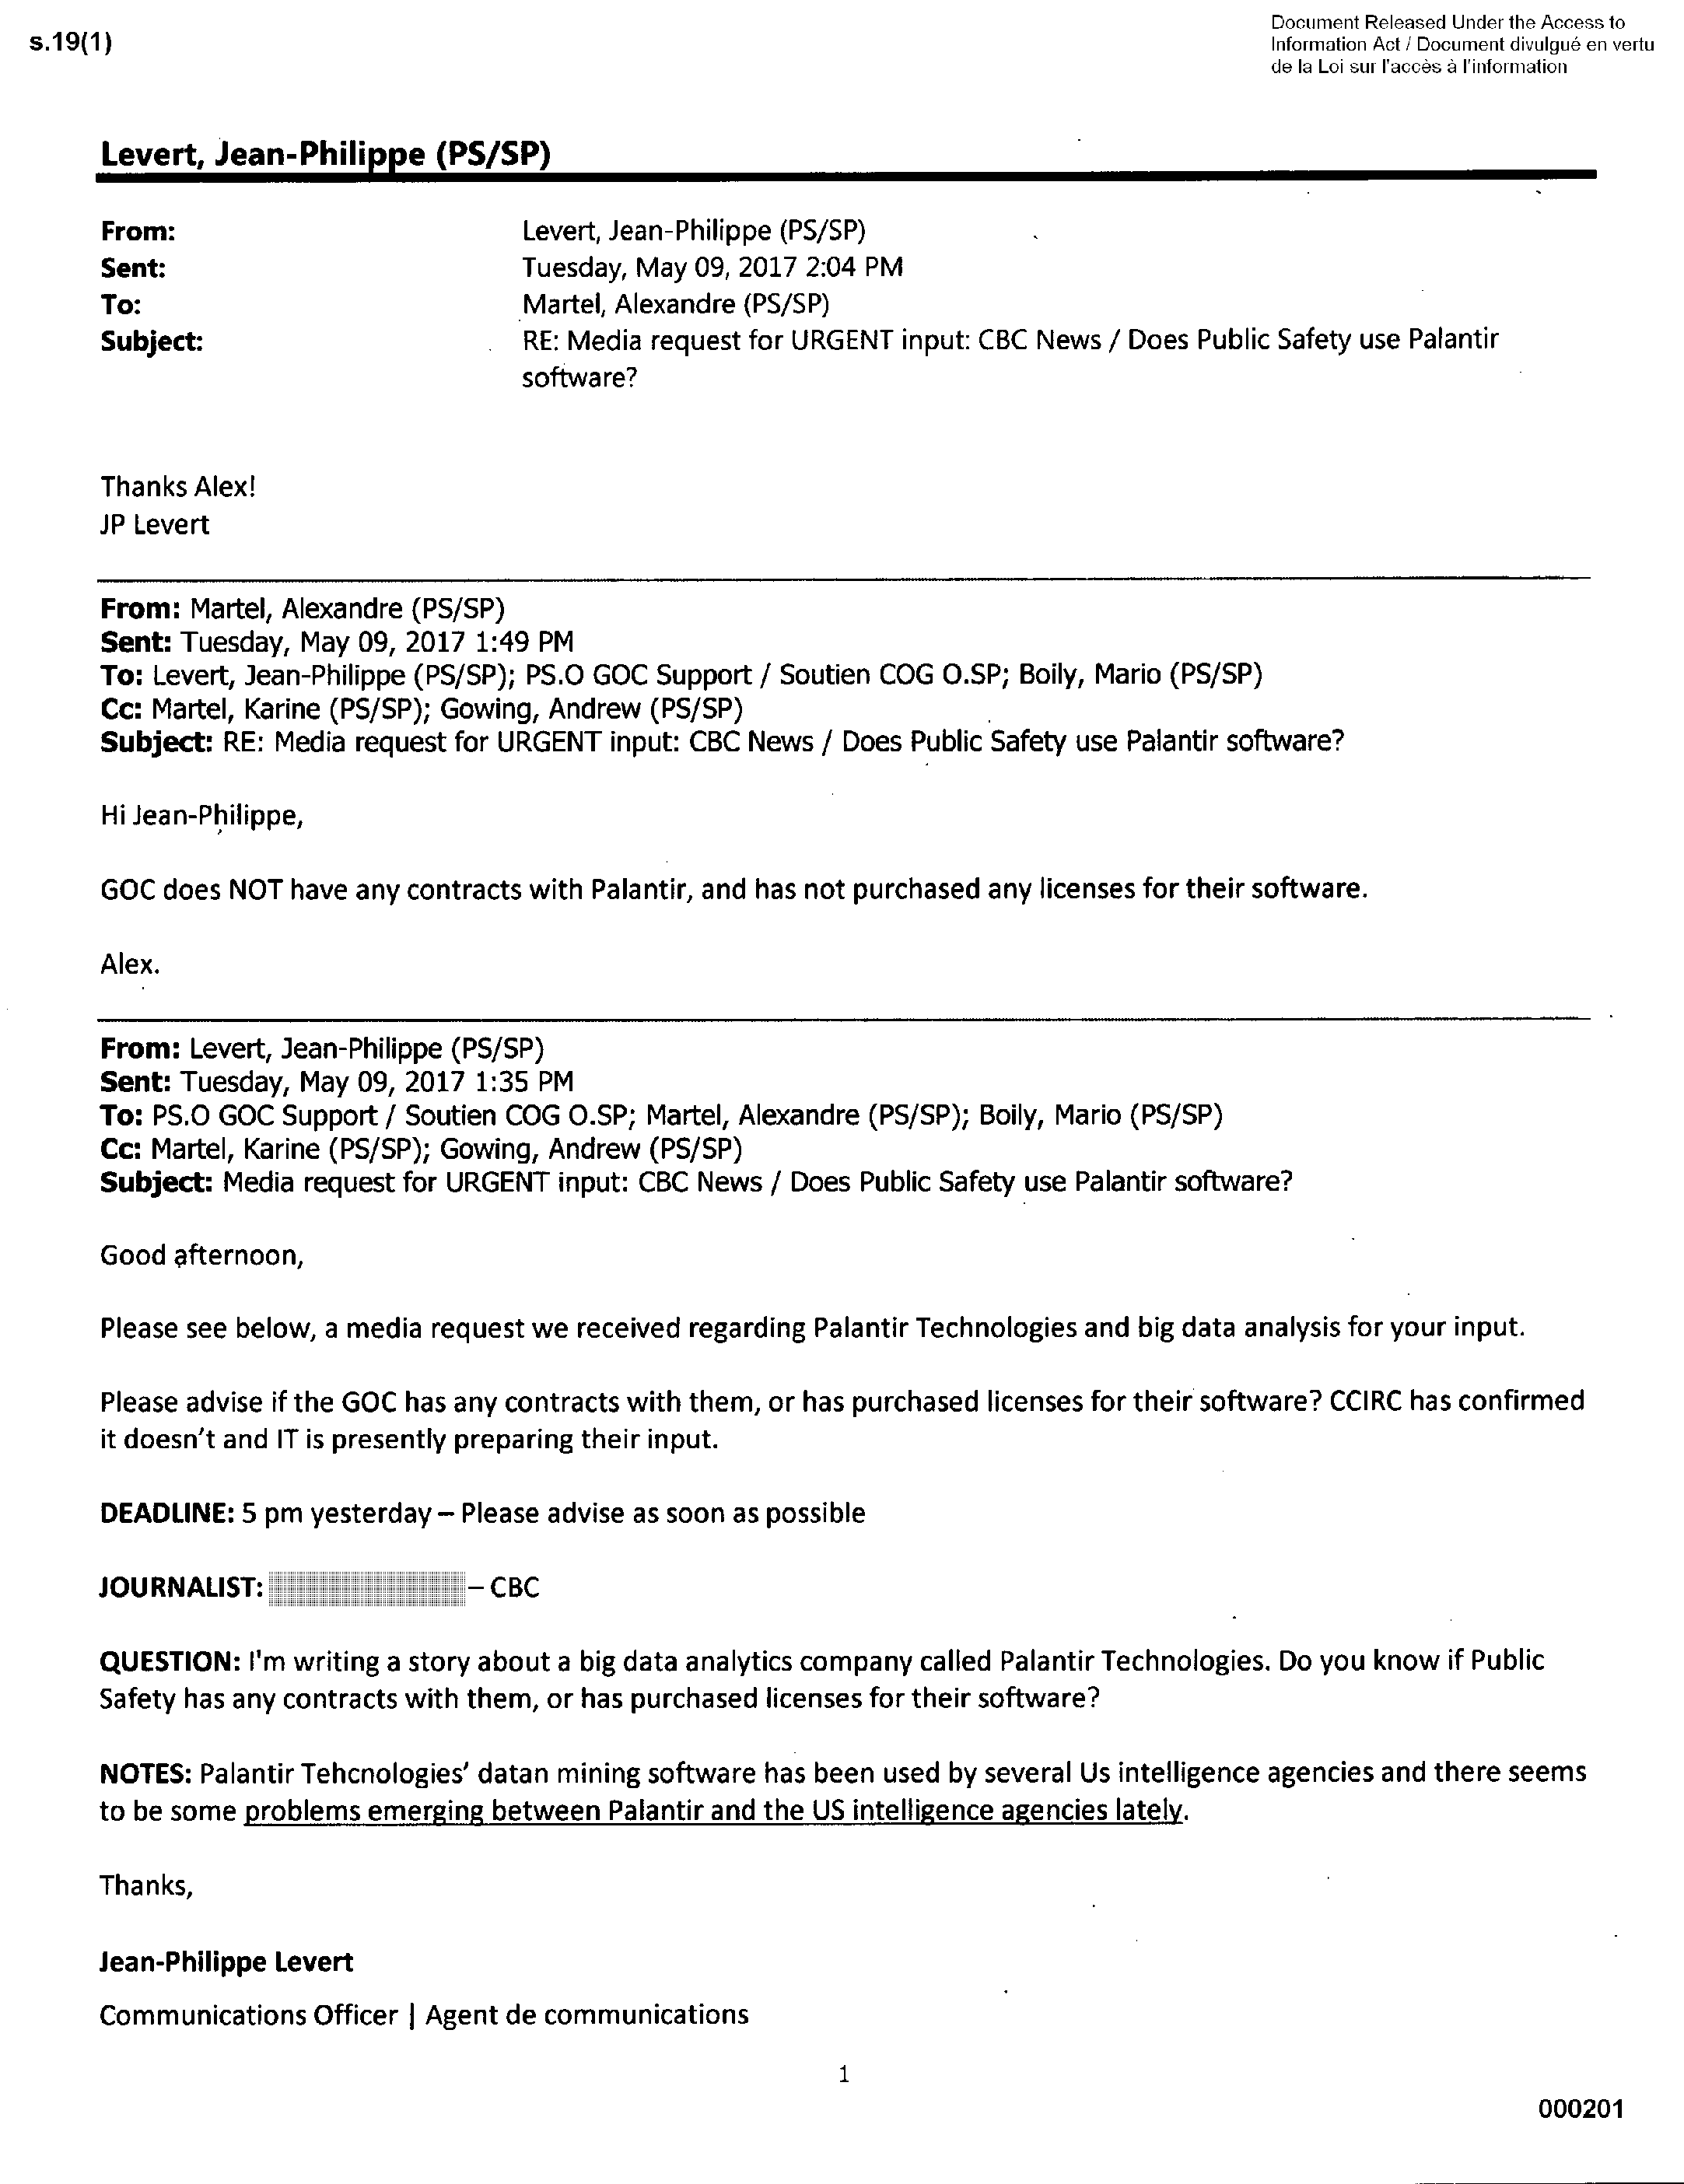 s.19(1)
Document Released Under the Access to
Information Act / Document divulgué en vertu
de la Loi sur l'accès à l'information
Levert, Jean-Philippe (PS/SP)
From: Levert, Jean-Philippe (PS/SP)
Sent: Tuesday, May 09, 2017 2:04 PM
To: Martel, Alexandre (PS/SP)
Subject: RE: Media request for URGENT input: CBC News / Does Public Safety use Palantir
software?
Thanks Alex!
JP Levert
From: Martel, Alexandre (PS/SP)
Sent: Tuesday, May 09, 2017 1:49 PM
To: Levert, Jean-Philippe (PS/SP); PS.O GOC Support / Soutien COG O.SP; Boily, Mario (PS/SP)
Cc: Martel, Karine (PS/SP); Gowing, Andrew (PS/SP)
Subject: RE: Media request for URGENT input: CBC News / Does Public Safety use Palantir software?
Hi Jean-Philippe,
GOC does NOT have any contracts with Palantir, and has not purchased any licenses for their software.
Alex.
From: Levert, Jean-Philippe (PS/SP)
Sent: Tuesday, May 09, 2017 1:35 PM
To: PS.O GOC Support / Soutien COG O.SP; Martel, Alexandre (PS/SP); Boily, Mario (PS/SP)
Cc: Martel, Karine (PS/SP); Gowing, Andrew (PS/SP)
Subject: Media request for URGENT input: CBC News / Does Public Safety use Palantir software?
Good afternoon,
Please see below, a media request we received regarding Palantir Technologies and big data analysis for your input.
Please advise if the GOC has any contracts with them, or has purchased licenses for their software? CCIRC has confirmed
it doesn't and IT is presently preparing their input.
DEADLINE: 5 pm yesterday – Please advise as soon as possible
JOURNALIST: – CBC
QUESTION: I'm writing a story about a big data analytics company called Palantir Technologies. Do you know if Public
Safety has any contracts with them, or has purchased licenses for their software?
NOTES: Palantir Tehcnologies' datan mining software has been used by several Us intelligence agencies and there seems
to be some problems emerging between Palantir and the US intelligence agencies lately.
Thanks,
Jean-Philippe Levert
Communications Officer | Agent de communications
1
000201